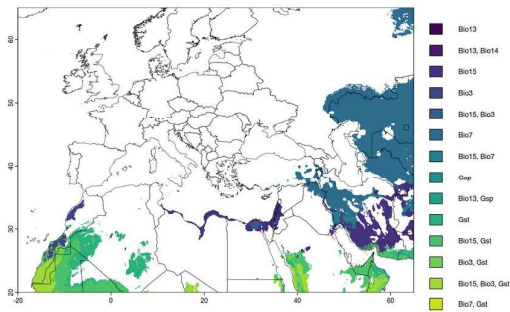 60
50
40
30
20
-20
0
20
40
60
Bio13
Bio13, Bio14
Bio15
Bio3
Bio15, Bio3
Bio7
Bio15, Bio7
Gsp
Bio13, Gsp
Gst
Bio15, Gst
Bio3, Gst
Bio15, Bio3, Gst
Bio7, Gst